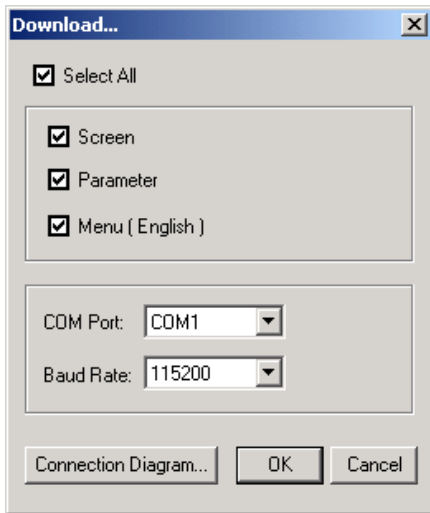 Download...
Select All
Screen
Parameter
Menu ( English )
COM Port: COM1
Baud Rate: 115200
Connection Diagram... OK Cancel